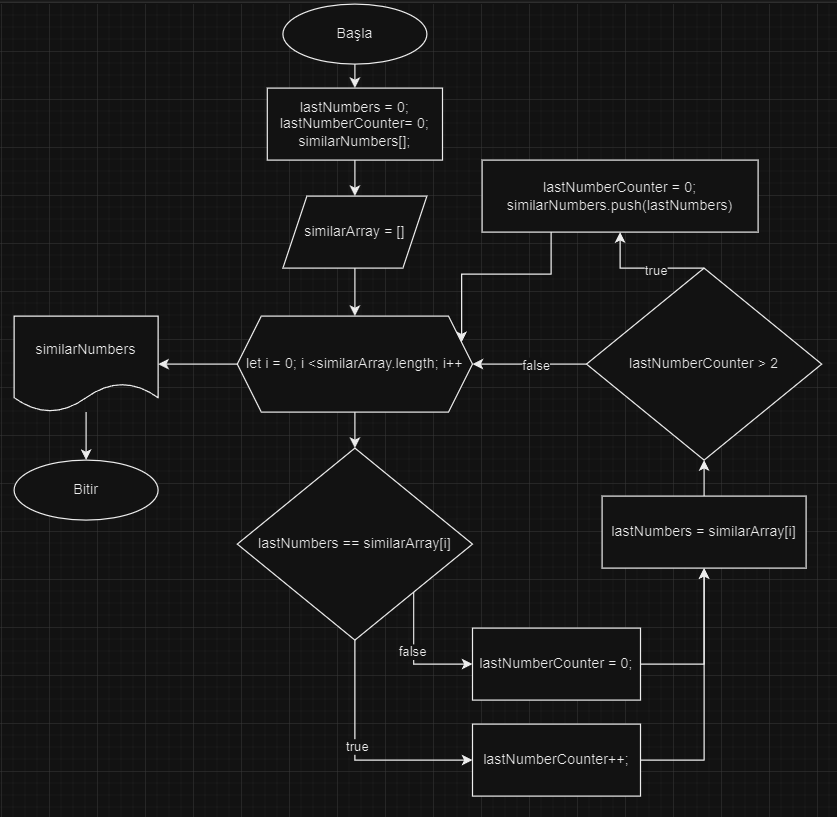 Başla
lastNumbers = 0;
lastNumberCounter= 0;
similarNumbers[];
similarArray = []
let i = 0; i <similarArray.length; i++
similarNumbers
Bitir
lastNumbers == similarArray[i]
false
lastNumberCounter = 0;
true
lastNumberCounter++;
lastNumbers = similarArray[i]
lastNumberCounter > 2
false
true
lastNumberCounter = 0;
similarNumbers.push(lastNumbers)